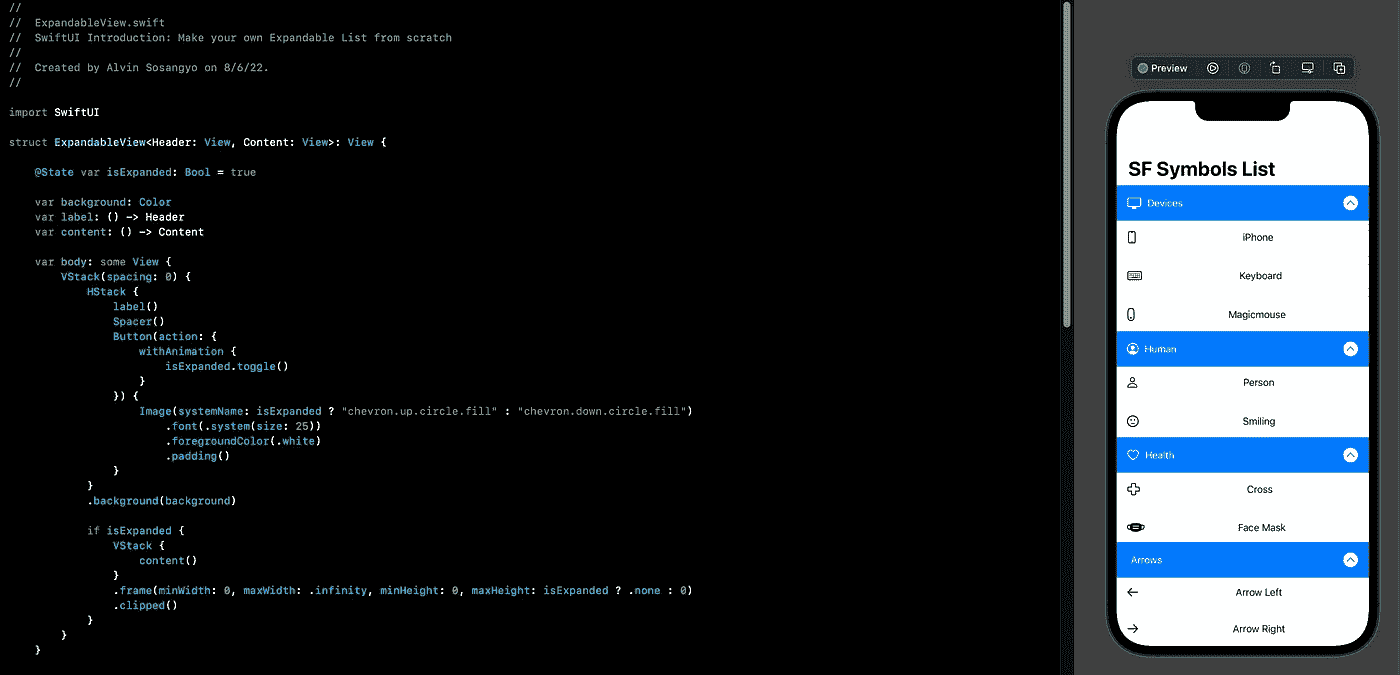 //
//  ExpandableView.swift
//  SwiftUI Introduction: Make your own Expandable List from scratch
//
//  Created by Alvin Sosangyo on 8/6/22.
//
import SwiftUI
struct ExpandableView<Header: View, Content: View>: View {
    @State var isExpanded: Bool = true
    var background: Color
    var label: () -> Header
    var content: () -> Content
    var body: some View {
        VStack(spacing: 0) {
            HStack {
                label()
                Spacer()
                Button(action: {
                    withAnimation {
                        isExpanded.toggle()
                    }
                }) {
                    Image(systemName: isExpanded ? "chevron.up.circle.fill" : "chevron.down.circle.fill")
                        .font(.system(size: 25))
                        .foregroundColor(.white)
                        .padding()
                }
            }
            .background(background)
            if isExpanded {
                VStack {
                    content()
                }
                .frame(minWidth: 0, maxWidth: .infinity, minHeight: 0, maxHeight: isExpanded ? .none : 0)
                .clipped()
            }
        }
    }
Preview
SF Symbols List
Devices
iPhone
Keyboard
Magicmouse
Human
Person
Smiling
Health
Cross
Face Mask
Arrows
Arrow Left
Arrow Right